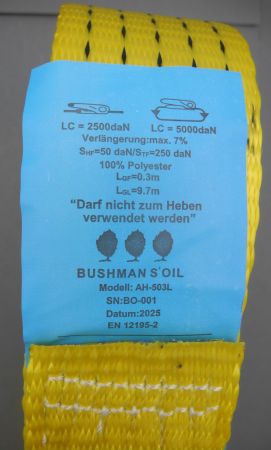 LC = 2500daN LC = 5000daN
Verlängerung:max. 7%
SHF=50 daN/STF=250 daN
100% Polyester
LGF=0.3m
LGL=9.7m
"Darf nicht zum Heben
verwendet werden"
BUSHMAN S'OIL
Modell: AH-503L
SN:BO-001
Datum:2025
EN 12195-2